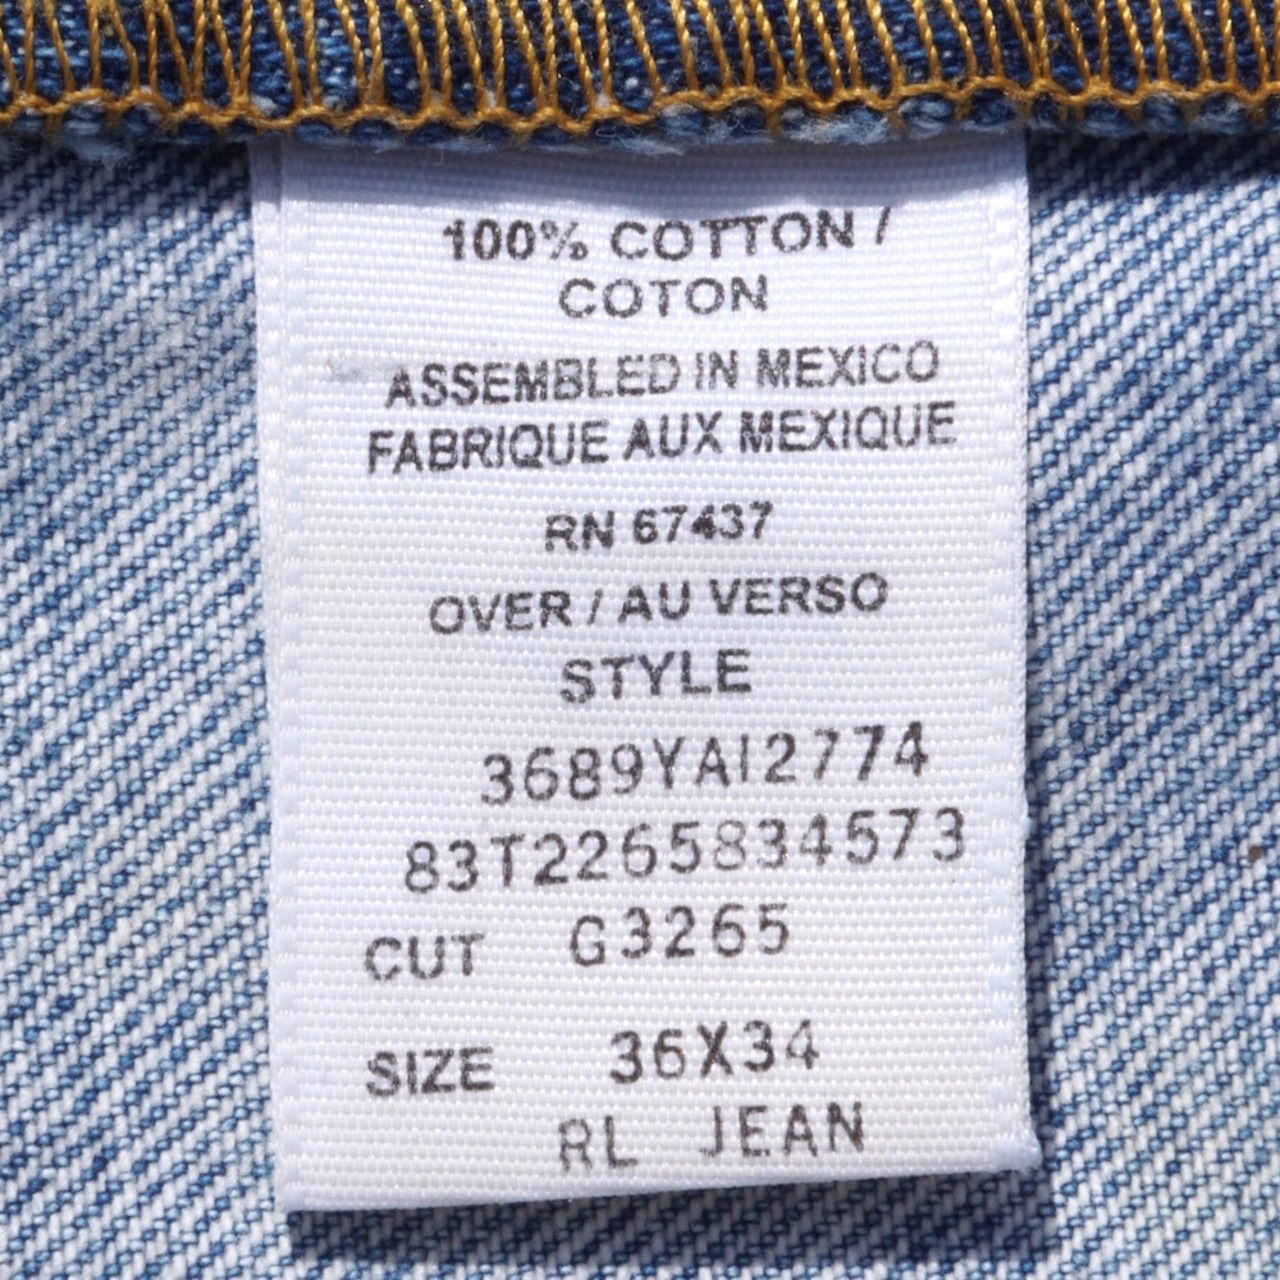 100% COTTON /
COTON
ASSEMBLED IN MEXICO
FABRIQUE AUX MEXIQUE
RN 67437
OVER / AU VERSO
STYLE
3689YAI2774
83T2265834573
CUT G3265
SIZE 36X34
RL JEAN